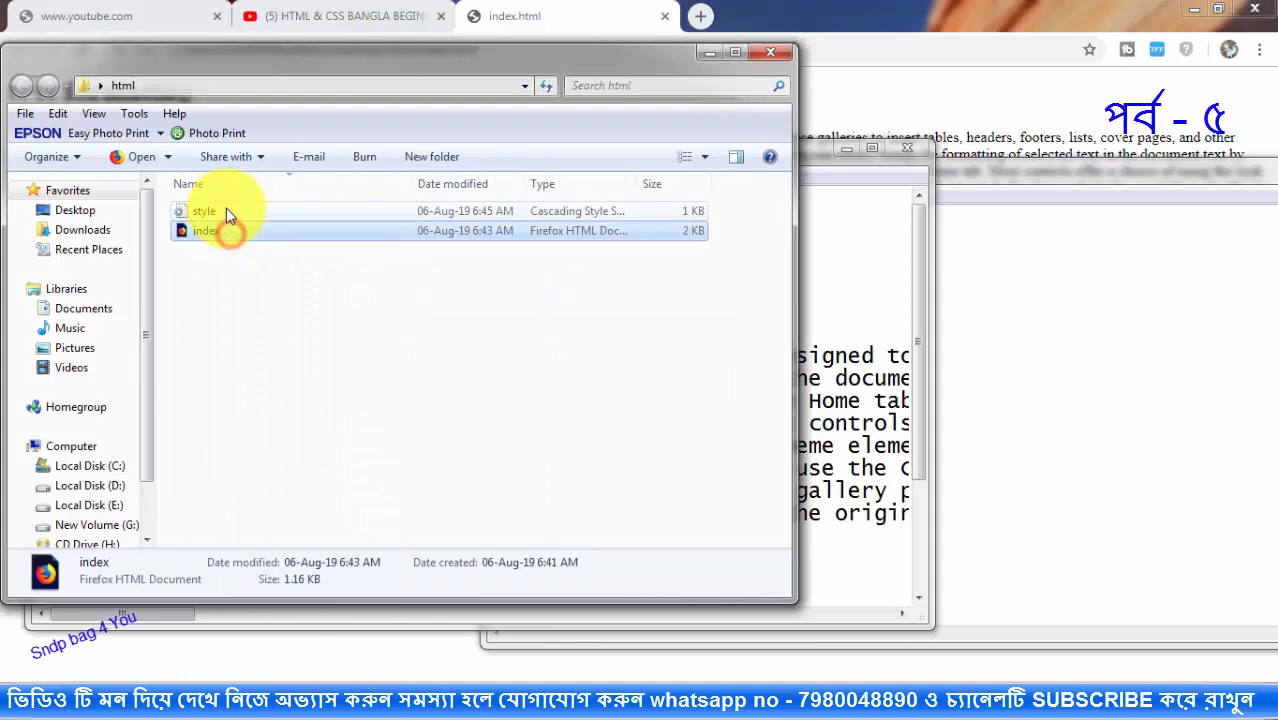 www.youtube.com
(5) HTML & CSS BANGLA BEGIN
index.html
html
Search html
File Edit View Tools Help
EPSON Easy Photo Print Photo Print
Organize Open Share with E-mail Burn New folder
Name Date modified Type Size
style 06-Aug-19 6:45 AM Cascading Style S... 1 KB
index 06-Aug-19 6:43 AM Firefox HTML Doc... 2 KB
Favorites
Desktop
Downloads
Recent Places
Libraries
Documents
Music
Pictures
Videos
Homegroup
Computer
Local Disk (C:)
Local Disk (D:)
Local Disk (E:)
New Volume (G:)
CD Drive (H:)
index Date modified: 06-Aug-19 6:43 AM Date created: 06-Aug-19 6:41 AM
Firefox HTML Document Size: 1.16 KB
পর্ব - ৫
se galleries to insert tables, headers, footers, lists, cover pages, and other
formatting of selected text in the document text by
signed to
he docume
Home tab
controls
eme eleme
use the C
gallery p
he origin
Sndp bag 4 You
ভিডিও টি মন দিয়ে দেখে নিজে অভ্যাস করুন সমস্যা হলে যোগাযোগ করুন whatsapp no - 7980048890 ও চ্যানেলটি SUBSCRIBE করে রাখুন